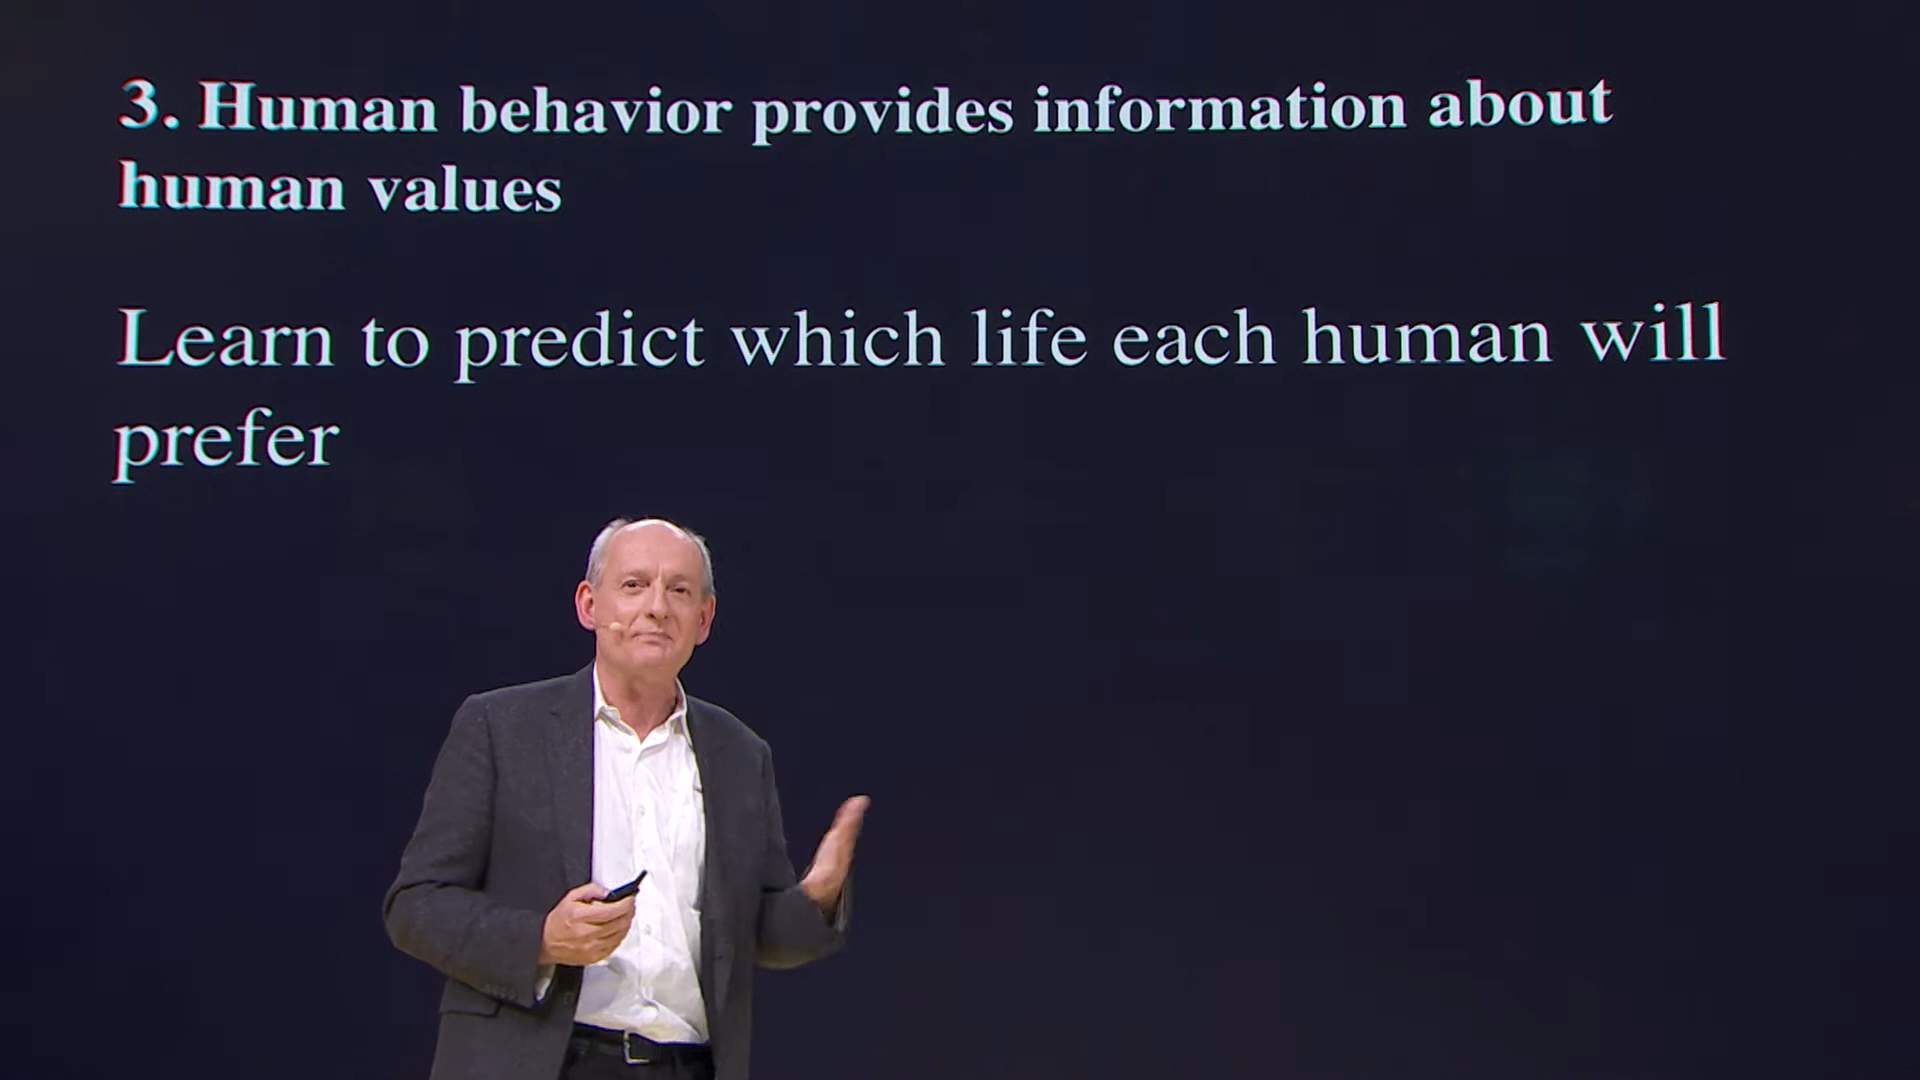 3. Human behavior provides information about
human values
Learn to predict which life each human will
prefer